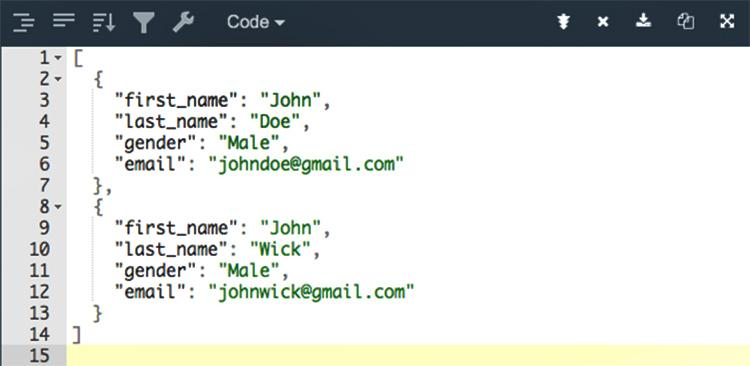 Code
1 [
2 {
3 "first_name": "John",
4 "last_name": "Doe",
5 "gender": "Male",
6 "email": "johndoe@gmail.com"
7 },
8 {
9 "first_name": "John",
10 "last_name": "Wick",
11 "gender": "Male",
12 "email": "johnwick@gmail.com"
13 }
14 ]
15